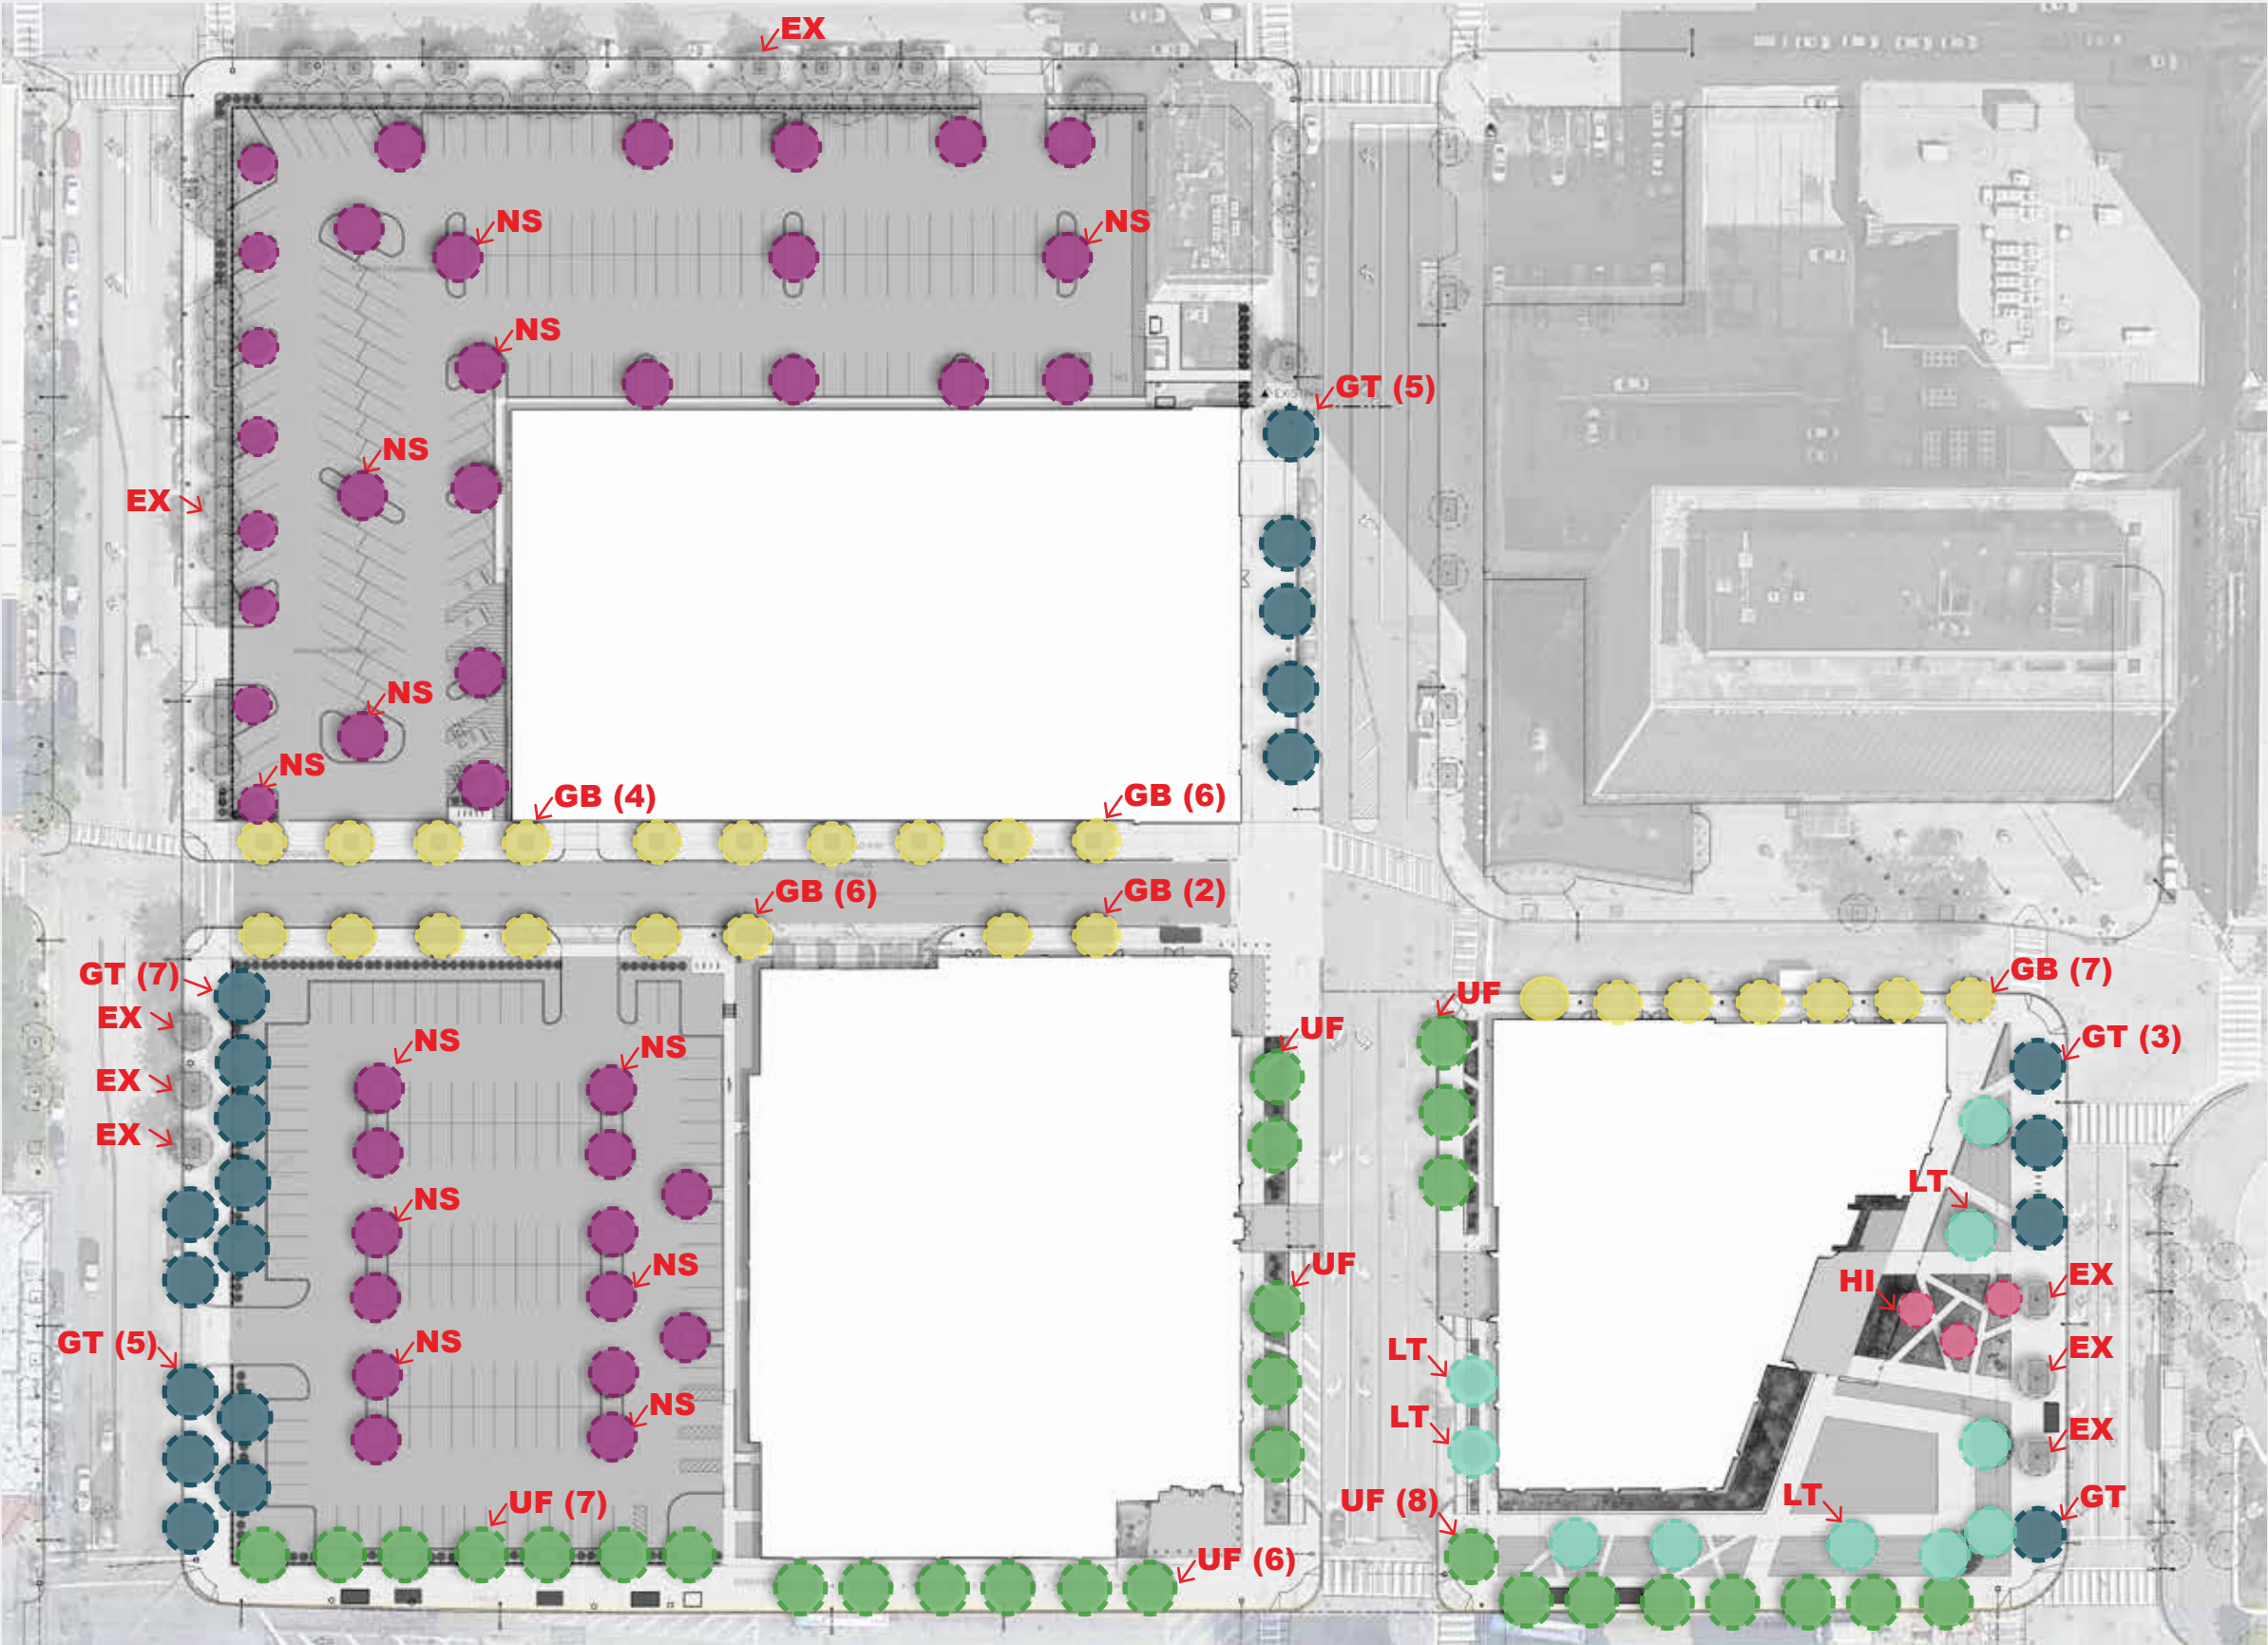 EX
NS
NS
NS
GT (5)
NS
EX
NS
NS
GB (4)
GB (6)
GB (6)
GB (2)
GT (7)
EX
GB (7)
UF
UF
GT (3)
NS
NS
EX
EX
LT
NS
UF
NS
HI
EX
GT (5)
NS
LT
EX
NS
LT
EX
UF (7)
UF (8)
LT
GT
UF (6)